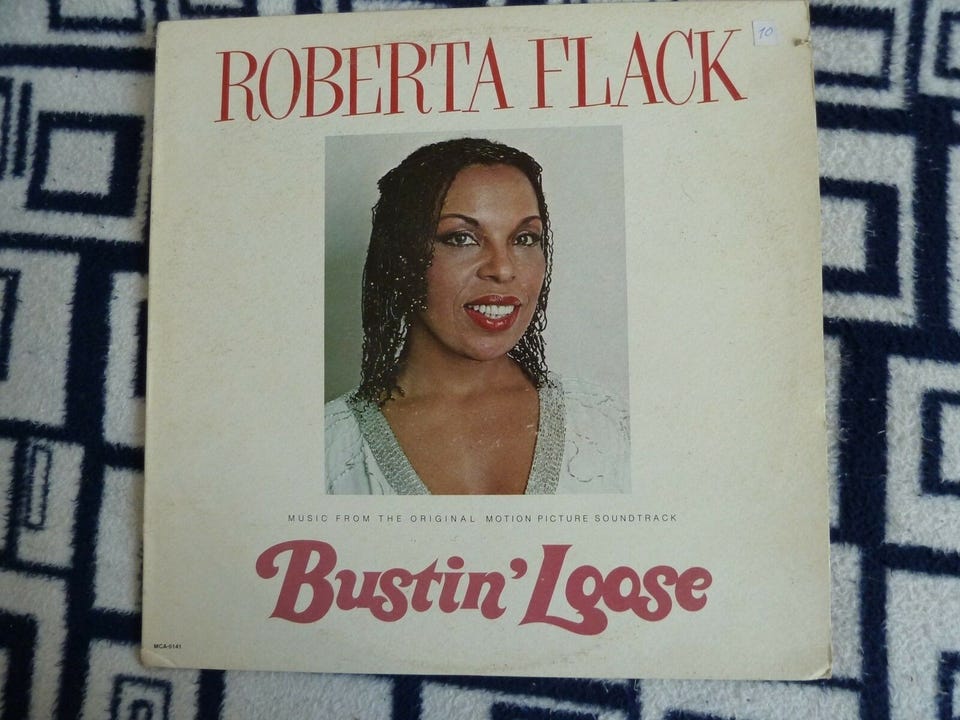 ROBERTA FLACK
10
MUSIC FROM THE ORIGINAL MOTION PICTURE SOUNDTRACK
Bustin' Loose
MCA-5141